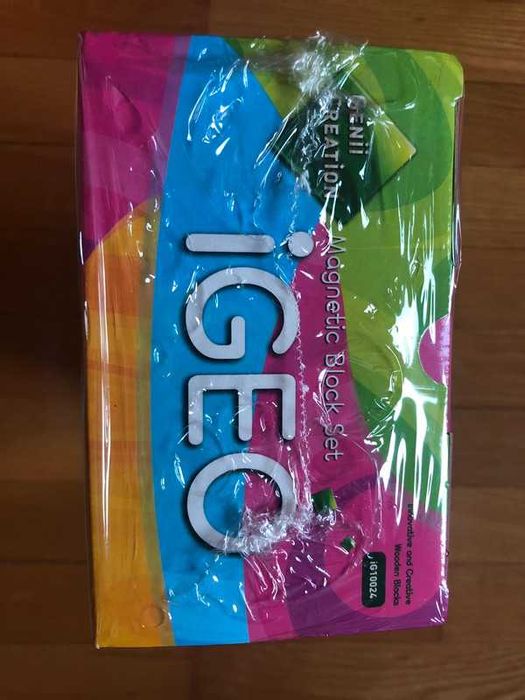 GENii
CREATION
Magnetic Block Set
iGEO
Innovative and Creative
Wooden Blocks
iG10024